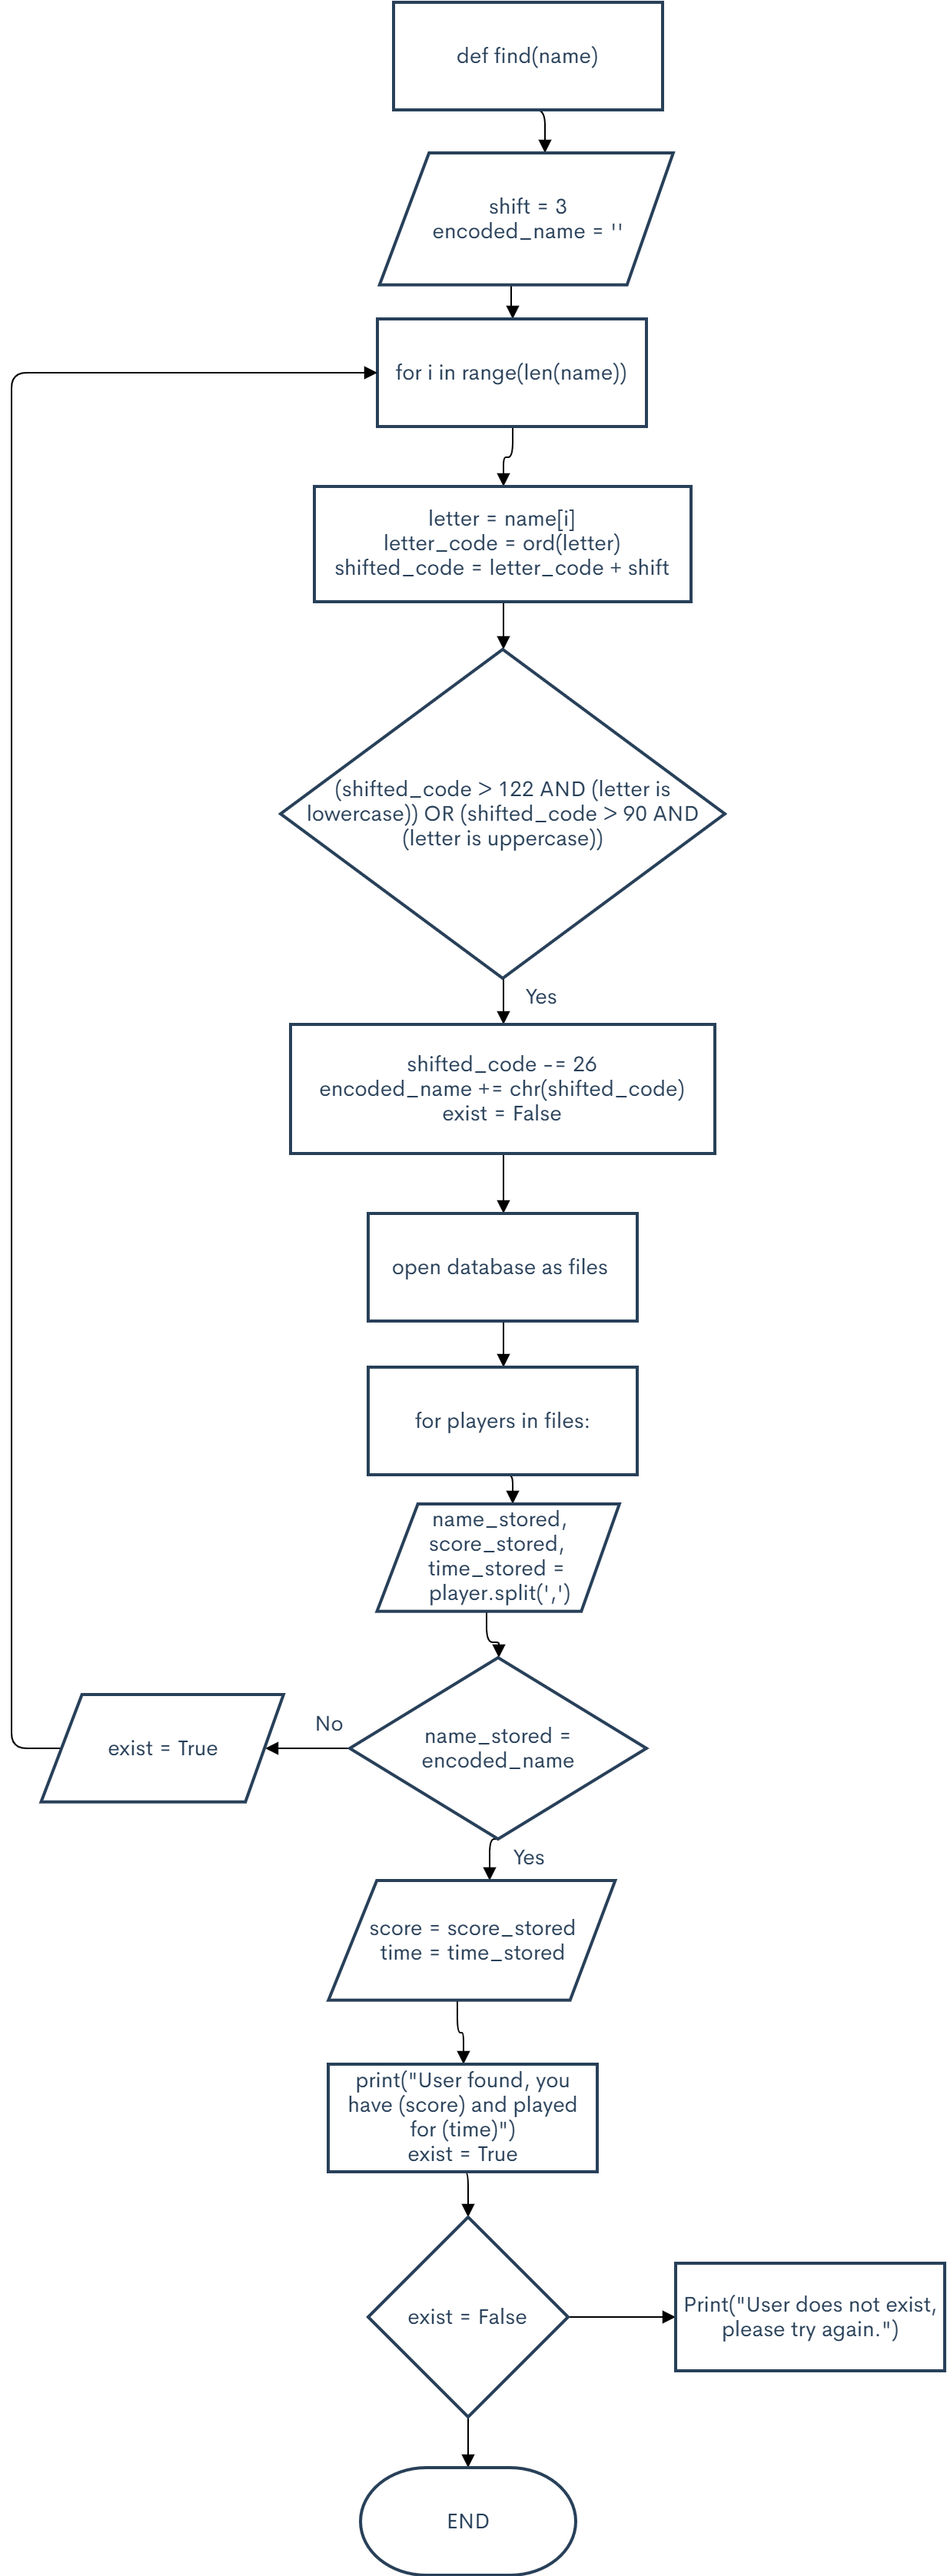 def find(name)
shift = 3
encoded_name = ''
for i in range(len(name))
letter = name[i]
letter_code = ord(letter)
shifted_code = letter_code + shift
(shifted_code > 122 AND (letter is
lowercase)) OR (shifted_code > 90 AND
(letter is uppercase))
Yes
shifted_code -= 26
encoded_name += chr(shifted_code)
exist = False
open database as files
for players in files:
name_stored,
score_stored,
time_stored =
player.split(',')
name_stored =
encoded_name
No
exist = True
Yes
score = score_stored
time = time_stored
print("User found, you
have (score) and played
for (time)")
exist = True
exist = False
Print("User does not exist,
please try again.")
END